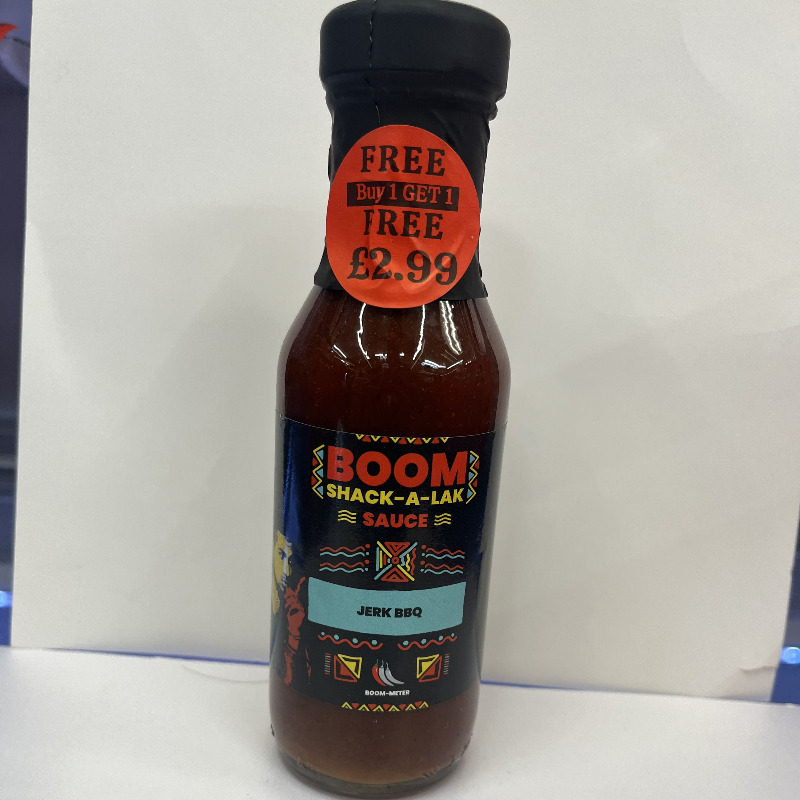 FREE
Buy 1 GET 1
FREE
£2.99
BOOM
SHACK-A-LAK
SAUCE
JERK BBQ
BOOM-METER